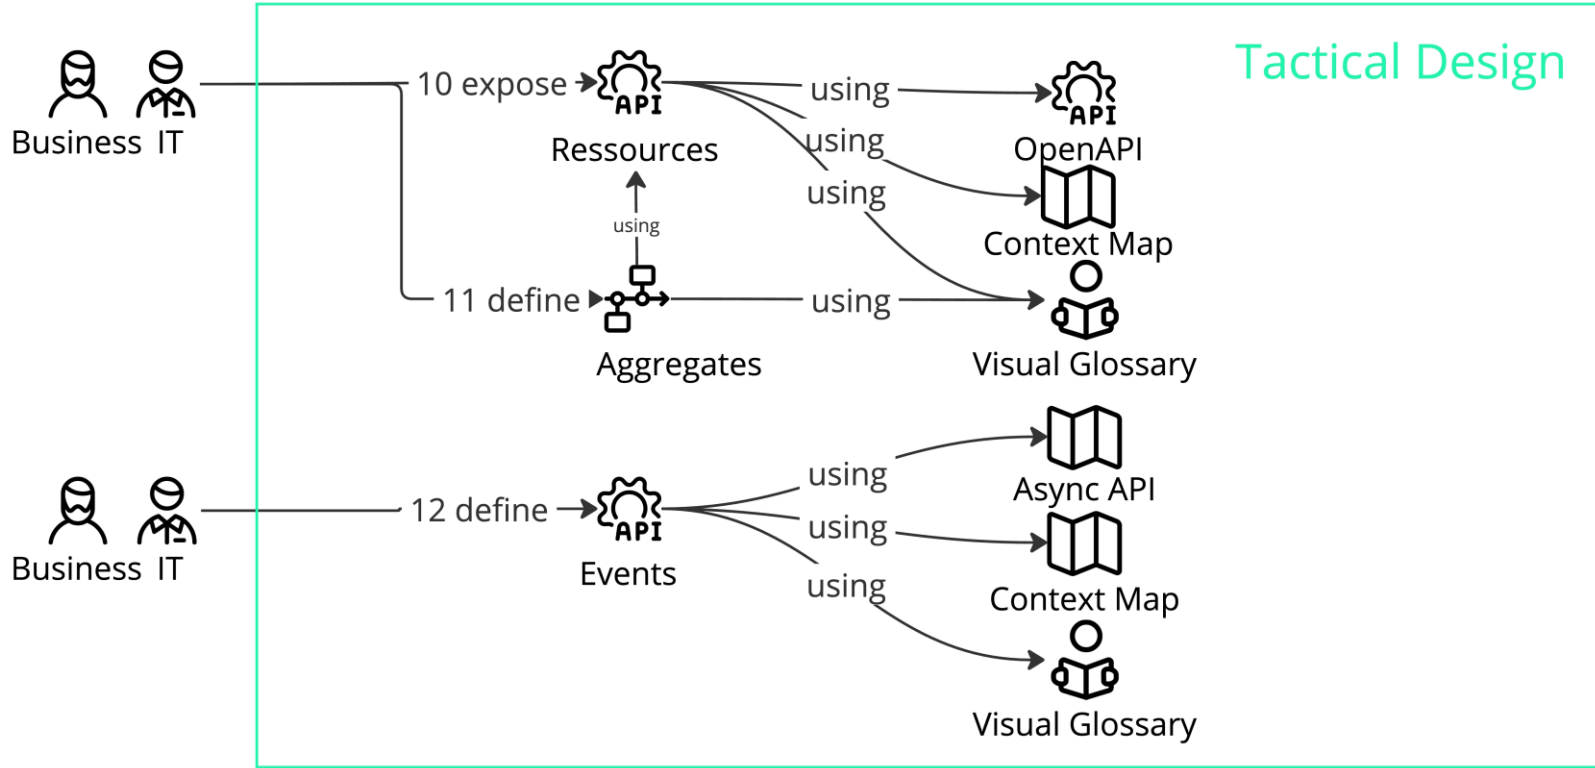 Tactical Design
Business IT
10 expose
API
Ressources
using
API
OpenAPI
using
Context Map
using
using
11 define
Aggregates
using
Visual Glossary
Business IT
12 define
API
Events
using
Async API
using
Context Map
using
Visual Glossary